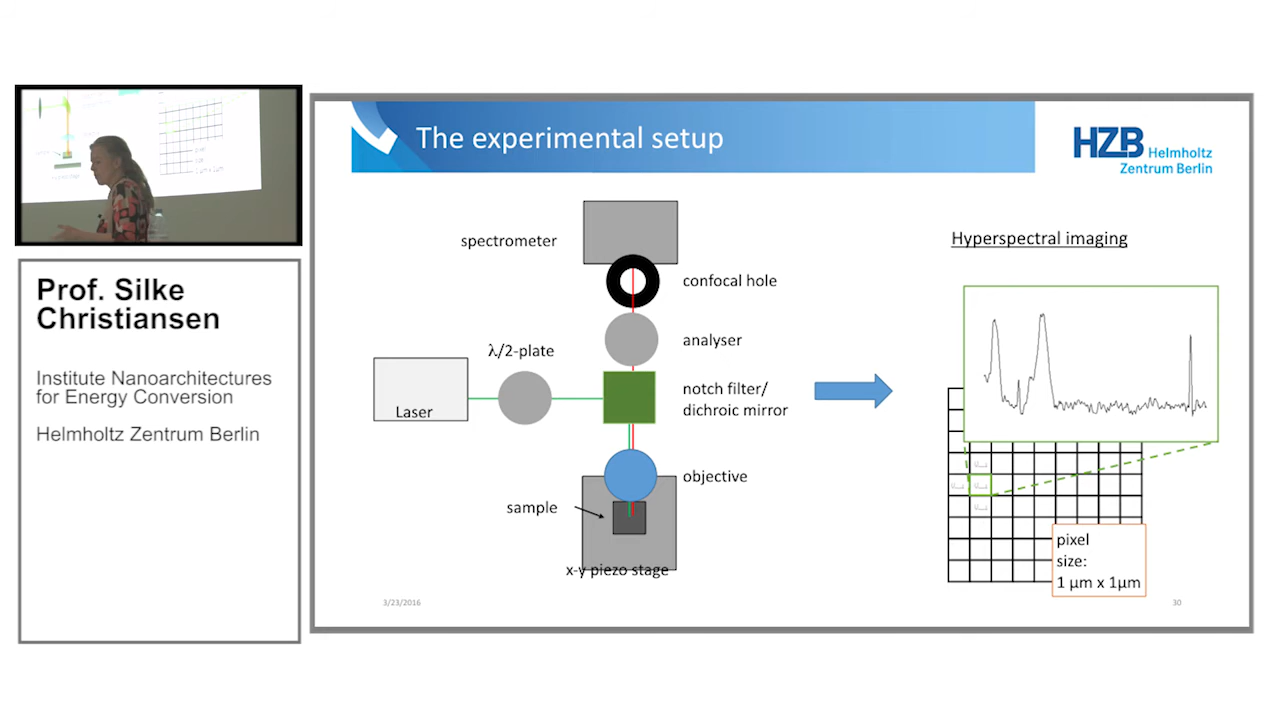 The experimental setup
HZB Helmholtz
Zentrum Berlin
Prof. Silke
Christiansen
Institute Nanoarchitectures
for Energy Conversion
Helmholtz Zentrum Berlin
spectrometer
confocal hole
analyser
λ/2-plate
notch filter/
dichroic mirror
Laser
objective
sample
x-y piezo stage
Hyperspectral imaging
pixel
size:
1 µm x 1µm
3/23/2016
30